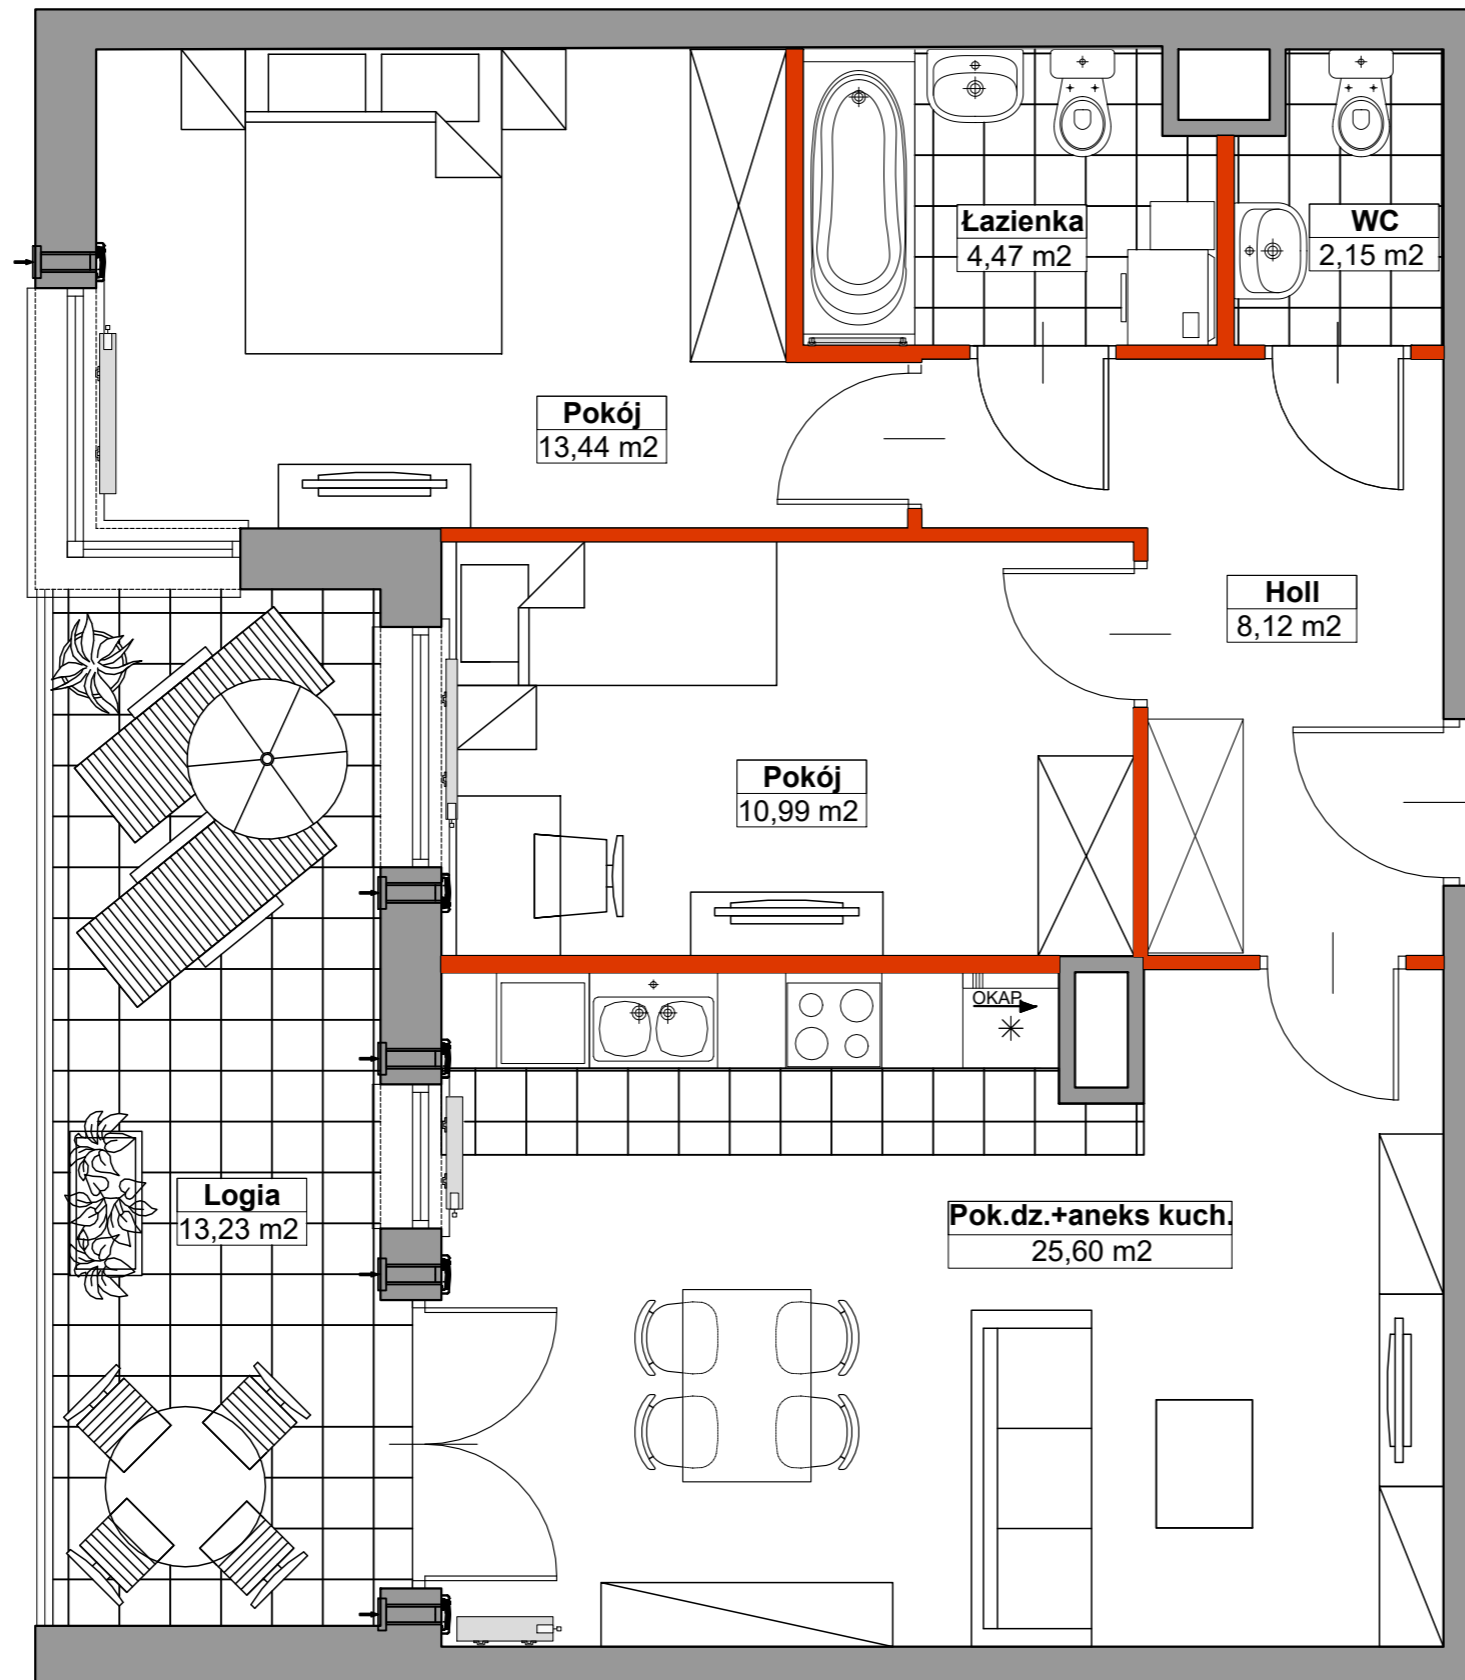 Łazienka
4,47 m2
WC
2,15 m2
Pokój
13,44 m2
Holl
8,12 m2
Pokój
10,99 m2
OKAP
Logia
13,23 m2
Pok.dz.+aneks kuch.
25,60 m2